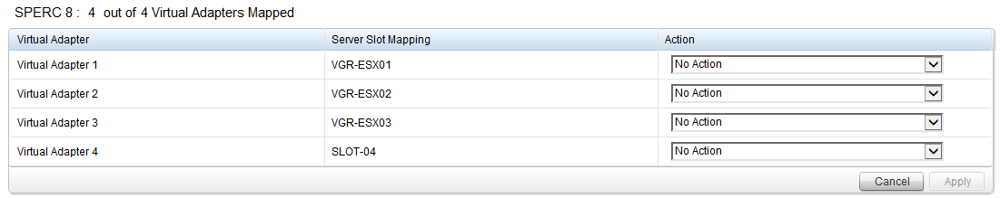 SPERC 8 : 4 out of 4 Virtual Adapters Mapped
Virtual Adapter Server Slot Mapping Action
Virtual Adapter 1 VGR-ESX01 No Action
Virtual Adapter 2 VGR-ESX02 No Action
Virtual Adapter 3 VGR-ESX03 No Action
Virtual Adapter 4 SLOT-04 No Action
Cancel Apply